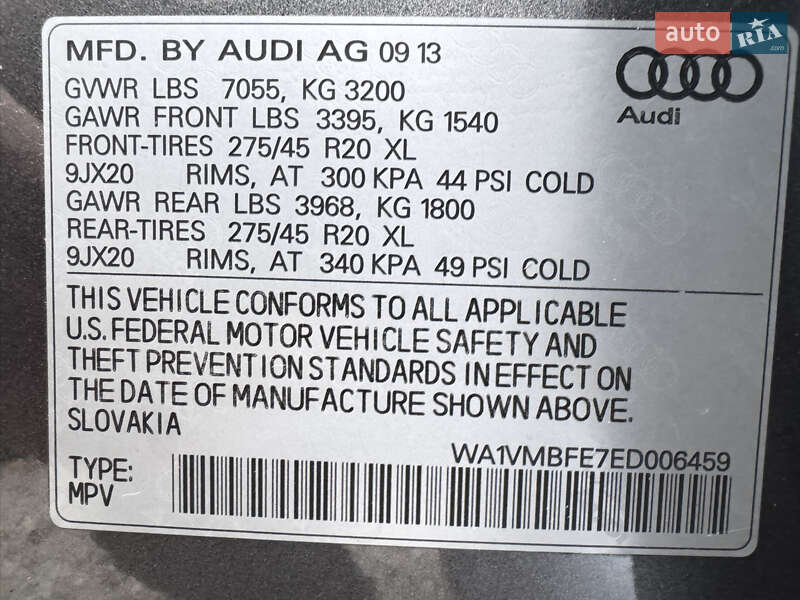 auto RIA .com
MFD. BY AUDI AG 09 13
GVWR LBS 7055, KG 3200
GAWR FRONT LBS 3395, KG 1540
FRONT-TIRES 275/45 R20 XL
9JX20 RIMS, AT 300 KPA 44 PSI COLD
GAWR REAR LBS 3968, KG 1800
REAR-TIRES 275/45 R20 XL
9JX20 RIMS, AT 340 KPA 49 PSI COLD
Audi
THIS VEHICLE CONFORMS TO ALL APPLICABLE
U.S. FEDERAL MOTOR VEHICLE SAFETY AND
THEFT PREVENTION STANDARDS IN EFFECT ON
THE DATE OF MANUFACTURE SHOWN ABOVE.
SLOVAKIA
WA1VMBFE7ED006459
TYPE:
MPV